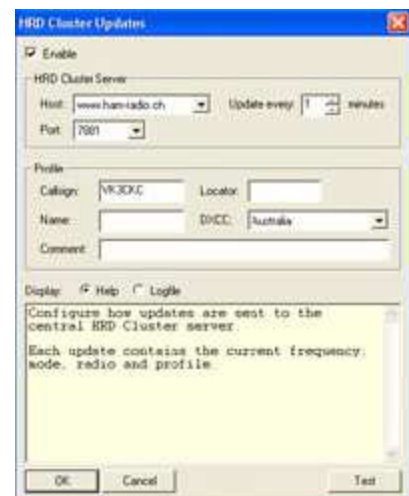 HRD Cluster Updates
Enable
HRD Cluster Server
Host: www.ham-radio.ch Update every: 1 minutes
Port: 7881
Profile
Callsign: VK3CKC Locator:
Name: DXCC: Australia
Comment:
Display: Help Logfile
Configure how updates are sent to the
central HRD Cluster server.
Each update contains the current frequency,
mode, radio and profile.
OK Cancel Test